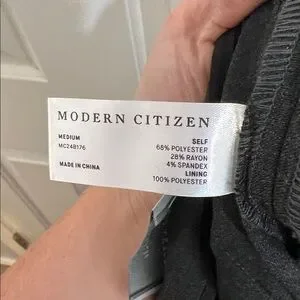 MODERN CITIZEN
MEDIUM
MC248176
MADE IN CHINA
SELF
68% POLYESTER
28% RAYON
4% SPANDEX
LINING
100% POLYESTER